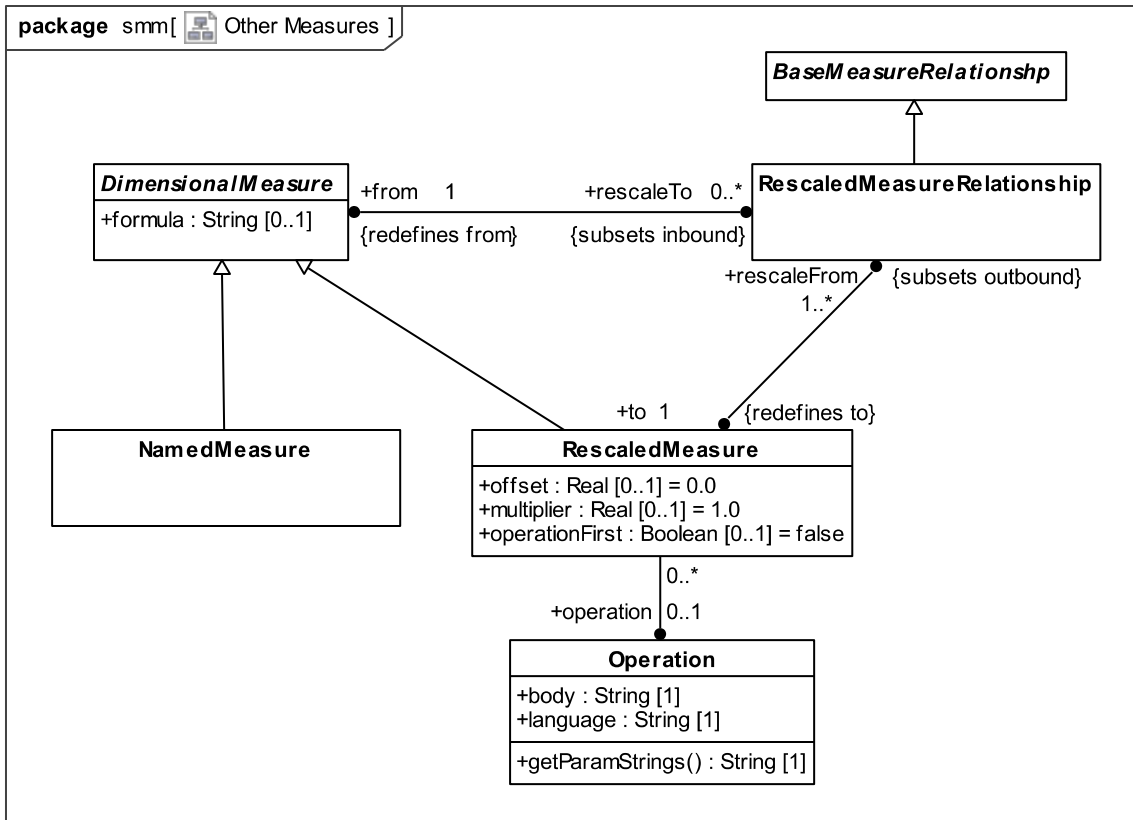 package smm[ Other Measures ]
BaseMeasureRelationshp
DimensionalMeasure
+formula : String [0..1]
+from 1
+rescaleTo 0..*
{redefines from}
{subsets inbound}
RescaledMeasureRelationship
+rescaleFrom
1..*
{subsets outbound}
+to 1
{redefines to}
NamedMeasure
RescaledMeasure
+offset : Real [0..1] = 0.0
+multiplier : Real [0..1] = 1.0
+operationFirst : Boolean [0..1] = false
0..*
+operation 0..1
Operation
+body : String [1]
+language : String [1]
+getParamStrings() : String [1]